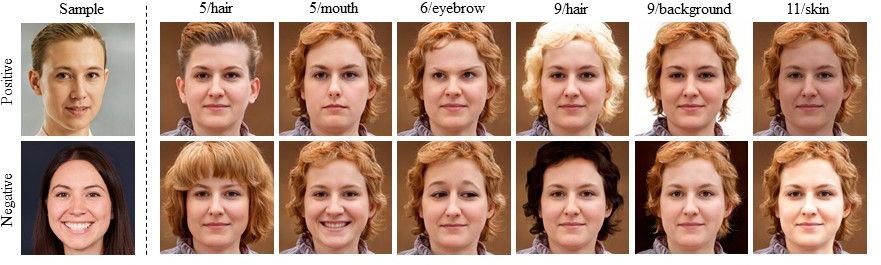 Sample 5/hair 5/mouth 6/eyebrow 9/hair 9/background 11/skin
Positive
Negative